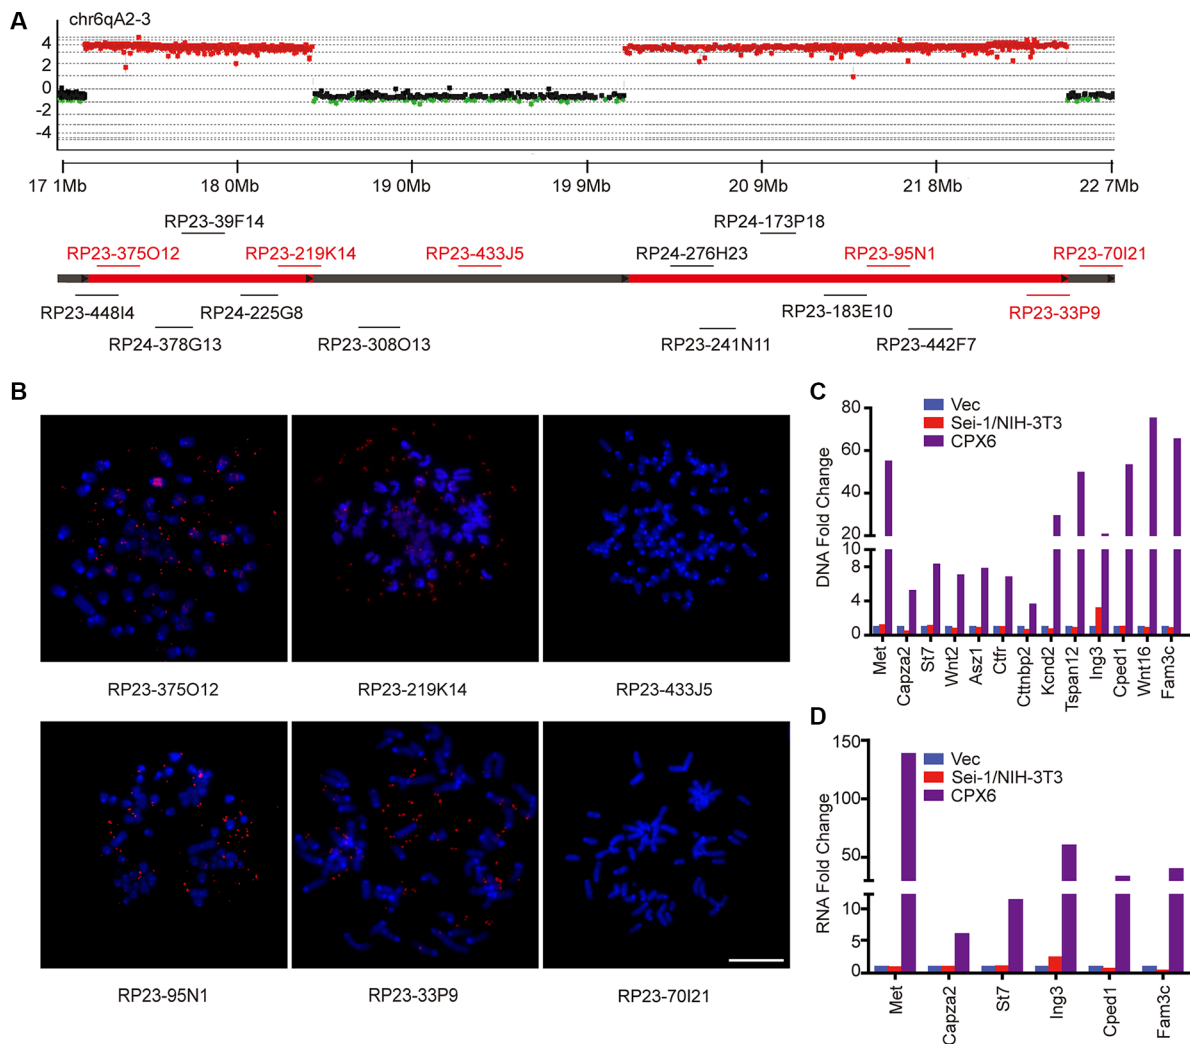 A
chr6qA2-3
4
2
0
-2
-4
17 1Mb 18 0Mb 19 0Mb 19 9Mb 20 9Mb 21 8Mb 22 7Mb
RP23-39F14 RP24-173P18
RP23-375O12 RP23-219K14 RP23-433J5 RP24-276H23 RP23-95N1 RP23-70I21
RP23-448I4 RP24-225G8 RP23-183E10 RP23-33P9
RP24-378G13 RP23-308O13 RP23-241N11 RP23-442F7
B
RP23-375O12 RP23-219K14 RP23-433J5
RP23-95N1 RP23-33P9 RP23-70I21
C
Vec
Sei-1/NIH-3T3
CPX6
DNA Fold Change
80
60
40
20
10
8
4
0
Met Capza2 St7 Wnt2 Asz1 Ctfr Cttnbp2 Kcnd2 Tspan12 Ing3 Cped1 Wnt16 Fam3c
D
Vec
Sei-1/NIH-3T3
CPX6
RNA Fold Change
150
100
50
10
5
0
Met Capza2 St7 Ing3 Cped1 Fam3c